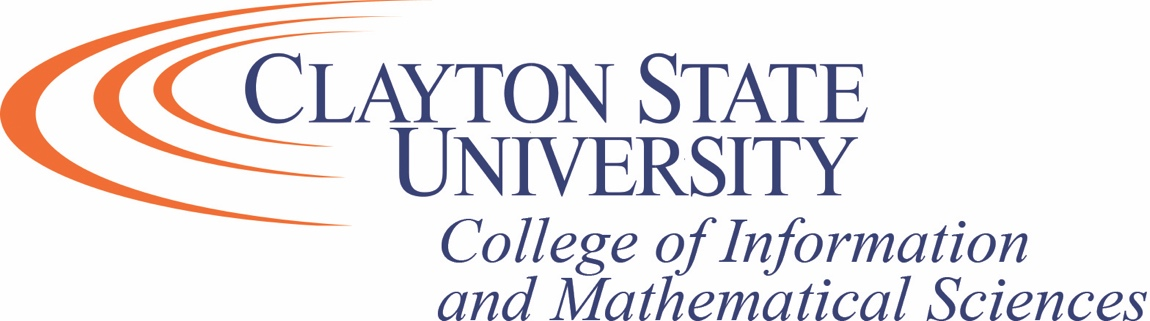 CLAYTON STATE
UNIVERSITY
College of Information
and Mathematical Sciences